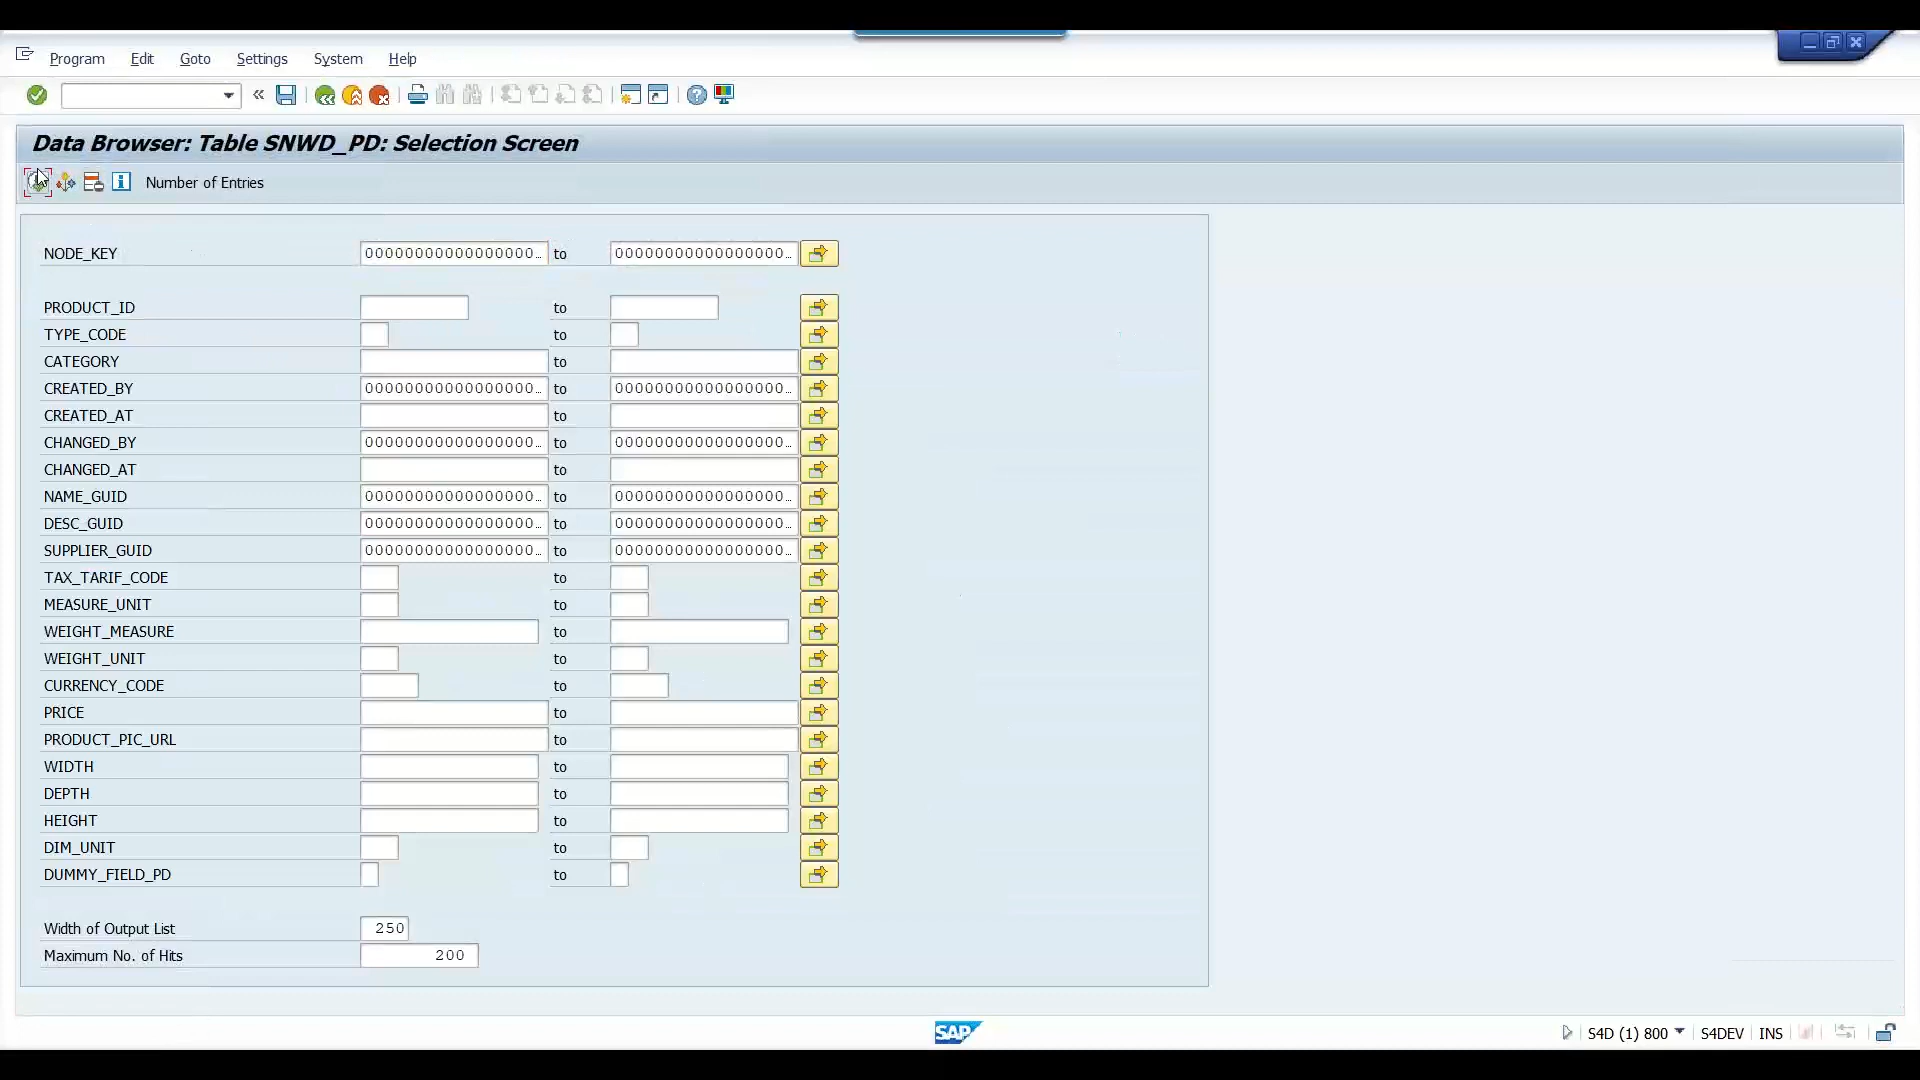 Program Edit Goto Settings System Help
Data Browser: Table SNWD_PD: Selection Screen
Number of Entries
NODE_KEY 00000000000000000... to 00000000000000000...
PRODUCT_ID to
TYPE_CODE to
CATEGORY to
CREATED_BY 00000000000000000... to 00000000000000000...
CREATED_AT to
CHANGED_BY 00000000000000000... to 00000000000000000...
CHANGED_AT to
NAME_GUID 00000000000000000... to 00000000000000000...
DESC_GUID 00000000000000000... to 00000000000000000...
SUPPLIER_GUID 00000000000000000... to 00000000000000000...
TAX_TARIF_CODE to
MEASURE_UNIT to
WEIGHT_MEASURE to
WEIGHT_UNIT to
CURRENCY_CODE to
PRICE to
PRODUCT_PIC_URL to
WIDTH to
DEPTH to
HEIGHT to
DIM_UNIT to
DUMMY_FIELD_PD to
Width of Output List 250
Maximum No. of Hits 200
SAP S4D (1) 800 S4DEV INS